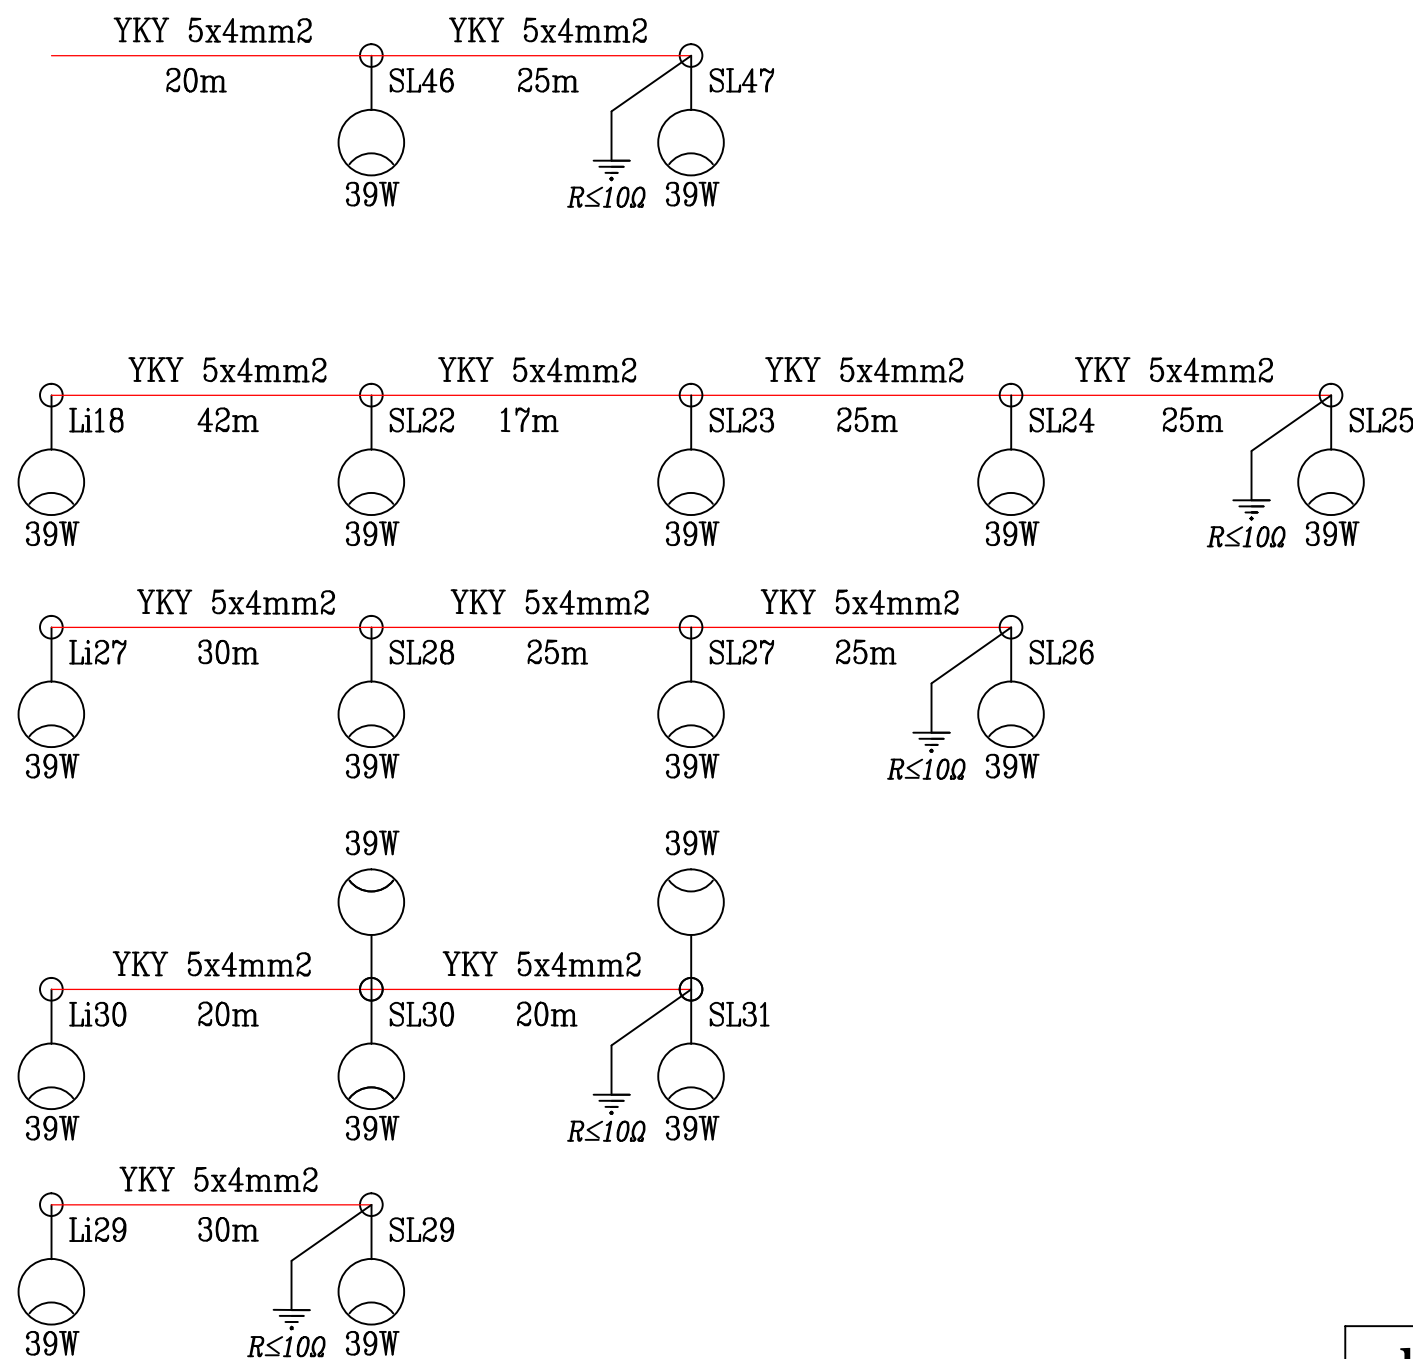 YKY 5x4mm2 YKY 5x4mm2
20m SL46 25m SL47
39W R≤10Ω 39W
YKY 5x4mm2 YKY 5x4mm2 YKY 5x4mm2 YKY 5x4mm2
Li18 42m SL22 17m SL23 25m SL24 25m SL25
39W 39W 39W 39W R≤10Ω 39W
YKY 5x4mm2 YKY 5x4mm2 YKY 5x4mm2
Li27 30m SL28 25m SL27 25m SL26
39W 39W 39W R≤10Ω 39W
39W 39W
YKY 5x4mm2 YKY 5x4mm2
Li30 20m SL30 20m SL31
39W 39W R≤10Ω 39W
YKY 5x4mm2
Li29 30m SL29
39W R≤10Ω 39W